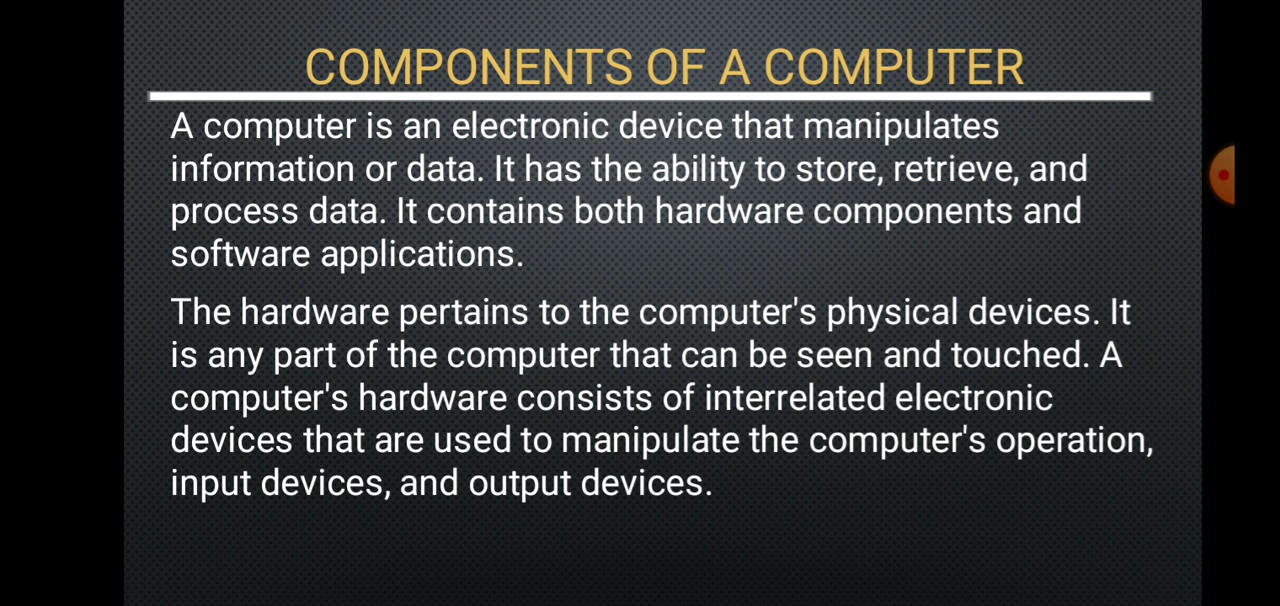 COMPONENTS OF A COMPUTER
A computer is an electronic device that manipulates
information or data. It has the ability to store, retrieve, and
process data. It contains both hardware components and
software applications.
The hardware pertains to the computer's physical devices. It
is any part of the computer that can be seen and touched. A
computer's hardware consists of interrelated electronic
devices that are used to manipulate the computer's operation,
input devices, and output devices.